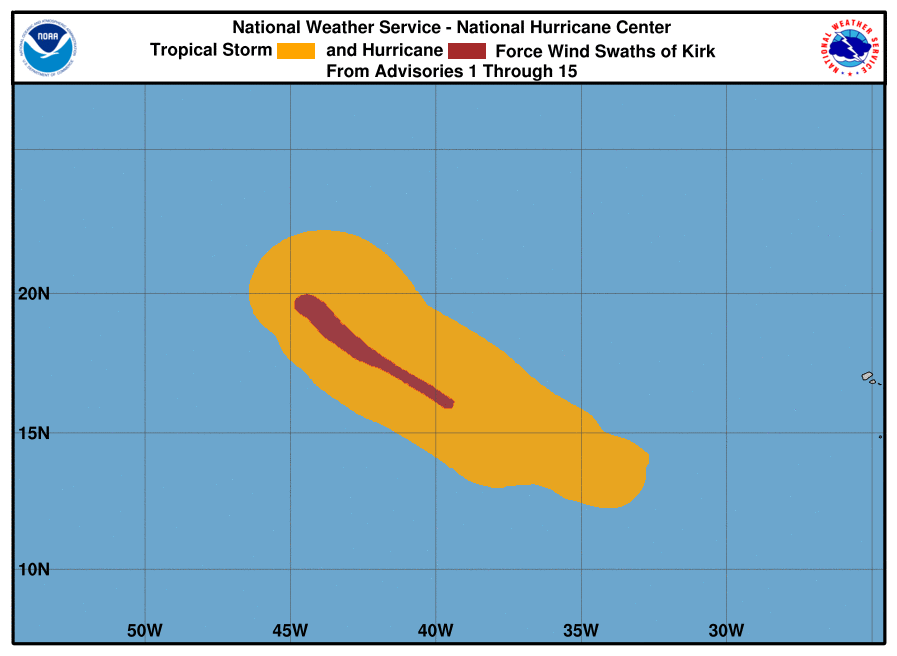 National Weather Service - National Hurricane Center
Tropical Storm and Hurricane Force Wind Swaths of Kirk
From Advisories 1 Through 15
NOAA
NATIONAL WEATHER SERVICE
20N
15N
10N
50W 45W 40W 35W 30W